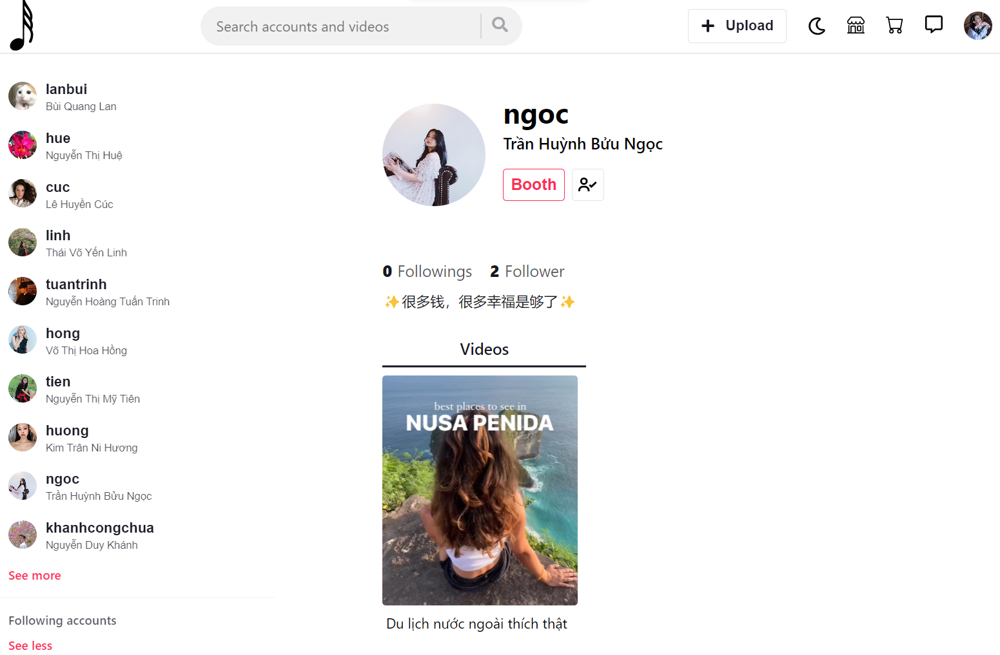 Search accounts and videos
Upload
lanbui
Bùi Quang Lan
hue
Nguyễn Thị Huệ
cuc
Lê Huyền Cúc
linh
Thái Võ Yến Linh
tuantrinh
Nguyễn Hoàng Tuấn Trinh
hong
Võ Thị Hoa Hồng
tien
Nguyễn Thị Mỹ Tiên
huong
Kim Trân Ni Hương
ngoc
Trần Huỳnh Bửu Ngọc
khanhcongchua
Nguyễn Duy Khánh
See more
Following accounts
See less
ngoc
Trần Huỳnh Bửu Ngọc
Booth
0 Followings 2 Follower
✨很多钱，很多幸福是够了✨
Videos
best places to see in
NUSA PENIDA
Du lịch nước ngoài thích thật